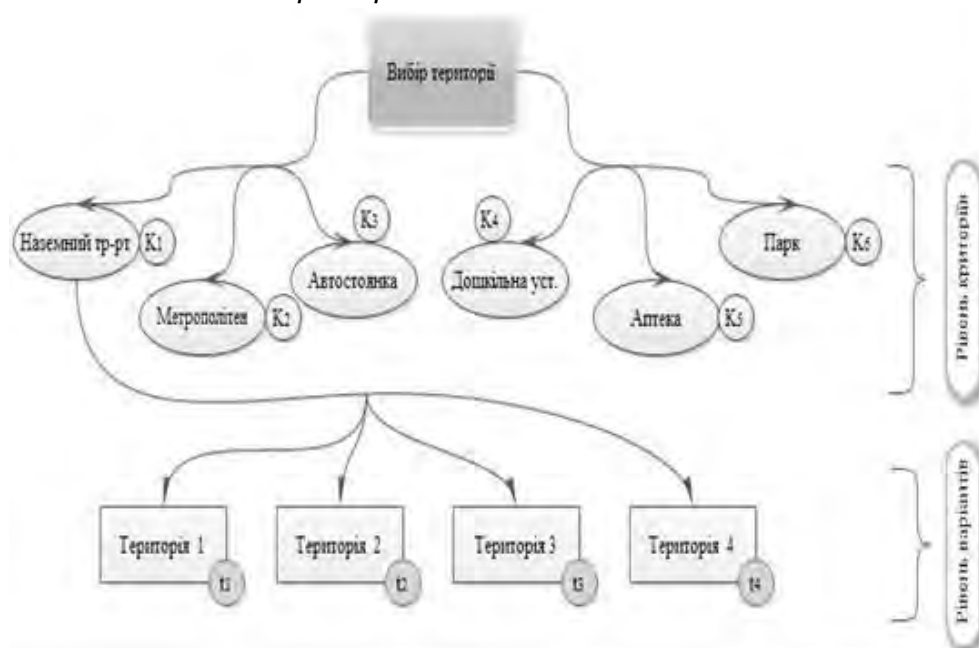 Вибір території
Наземний тр-рт
K1
Метрополітен
K2
K3
Автостоянка
K4
Дошкільна уст.
Аптека
K5
Парк
K6
Рівень критеріїв
Територія 1
t1
Територія 2
t2
Територія 3
t3
Територія 4
t4
Рівень варіантів